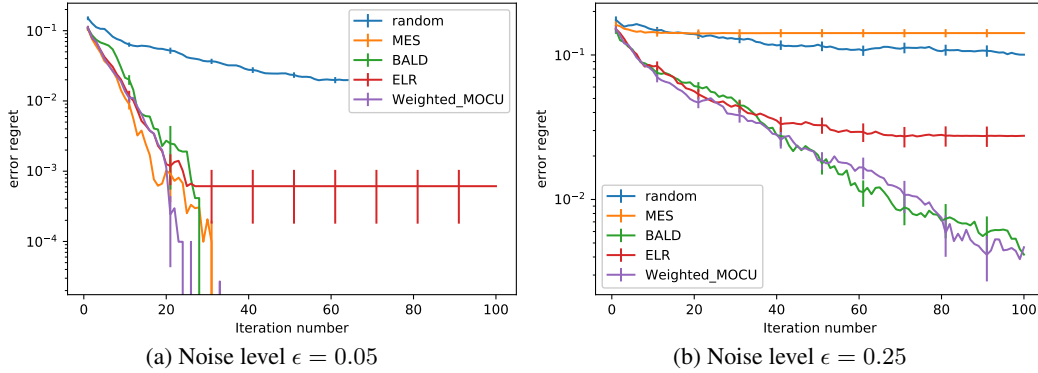 10⁻¹
10⁻²
10⁻³
10⁻⁴
error regret
0 20 40 60 80 100
Iteration number
random
MES
BALD
ELR
Weighted_MOCU
(a) Noise level ϵ = 0.05
10⁻¹
10⁻²
error regret
0 20 40 60 80 100
Iteration number
random
MES
BALD
ELR
Weighted_MOCU
(b) Noise level ϵ = 0.25